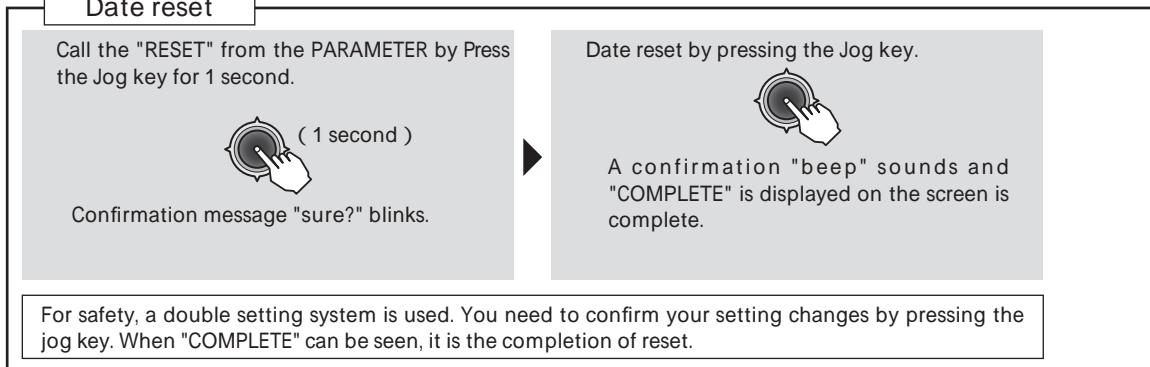 Date reset
Call the "RESET" from the PARAMETER by Press
the Jog key for 1 second.
( 1 second )
Confirmation message "sure?" blinks.
Date reset by pressing the Jog key.
A confirmation "beep" sounds and
"COMPLETE" is displayed on the screen is
complete.
For safety, a double setting system is used. You need to confirm your setting changes by pressing the
jog key. When "COMPLETE" can be seen, it is the completion of reset.